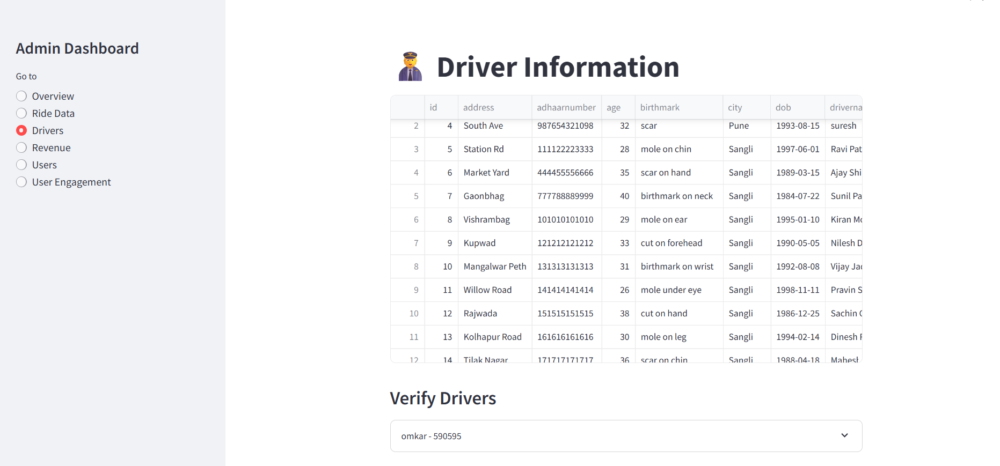 Admin Dashboard
Go to
Overview
Ride Data
Drivers
Revenue
Users
User Engagement
Driver Information
id address adhaarnumber age birthmark city dob driverna
2 4 South Ave 987654321098 32 scar Pune 1993-08-15 suresh
3 5 Station Rd 111122223333 28 mole on chin Sangli 1997-06-01 Ravi Pat
4 6 Market Yard 444455556666 35 scar on hand Sangli 1989-03-15 Ajay Shi
5 7 Gaonbhag 777788889999 40 birthmark on neck Sangli 1984-07-22 Sunil Pa
6 8 Vishrambag 101010101010 29 mole on ear Sangli 1995-01-10 Kiran Mo
7 9 Kupwad 121212121212 33 cut on forehead Sangli 1990-05-05 Nilesh D
8 10 Mangalwar Peth 131313131313 31 birthmark on wrist Sangli 1992-08-08 Vijay Jad
9 11 Willow Road 141414141414 26 mole under eye Sangli 1998-11-11 Pravin S
10 12 Rajwada 151515151515 38 cut on hand Sangli 1986-12-25 Sachin
11 13 Kolhapur Road 161616161616 30 mole on leg Sangli 1994-02-14 Dinesh
12 14 Tilak Nagar 171717171717 36 scar on chin Sangli 1988-04-18 Mahesh
Verify Drivers
omkar - 590595